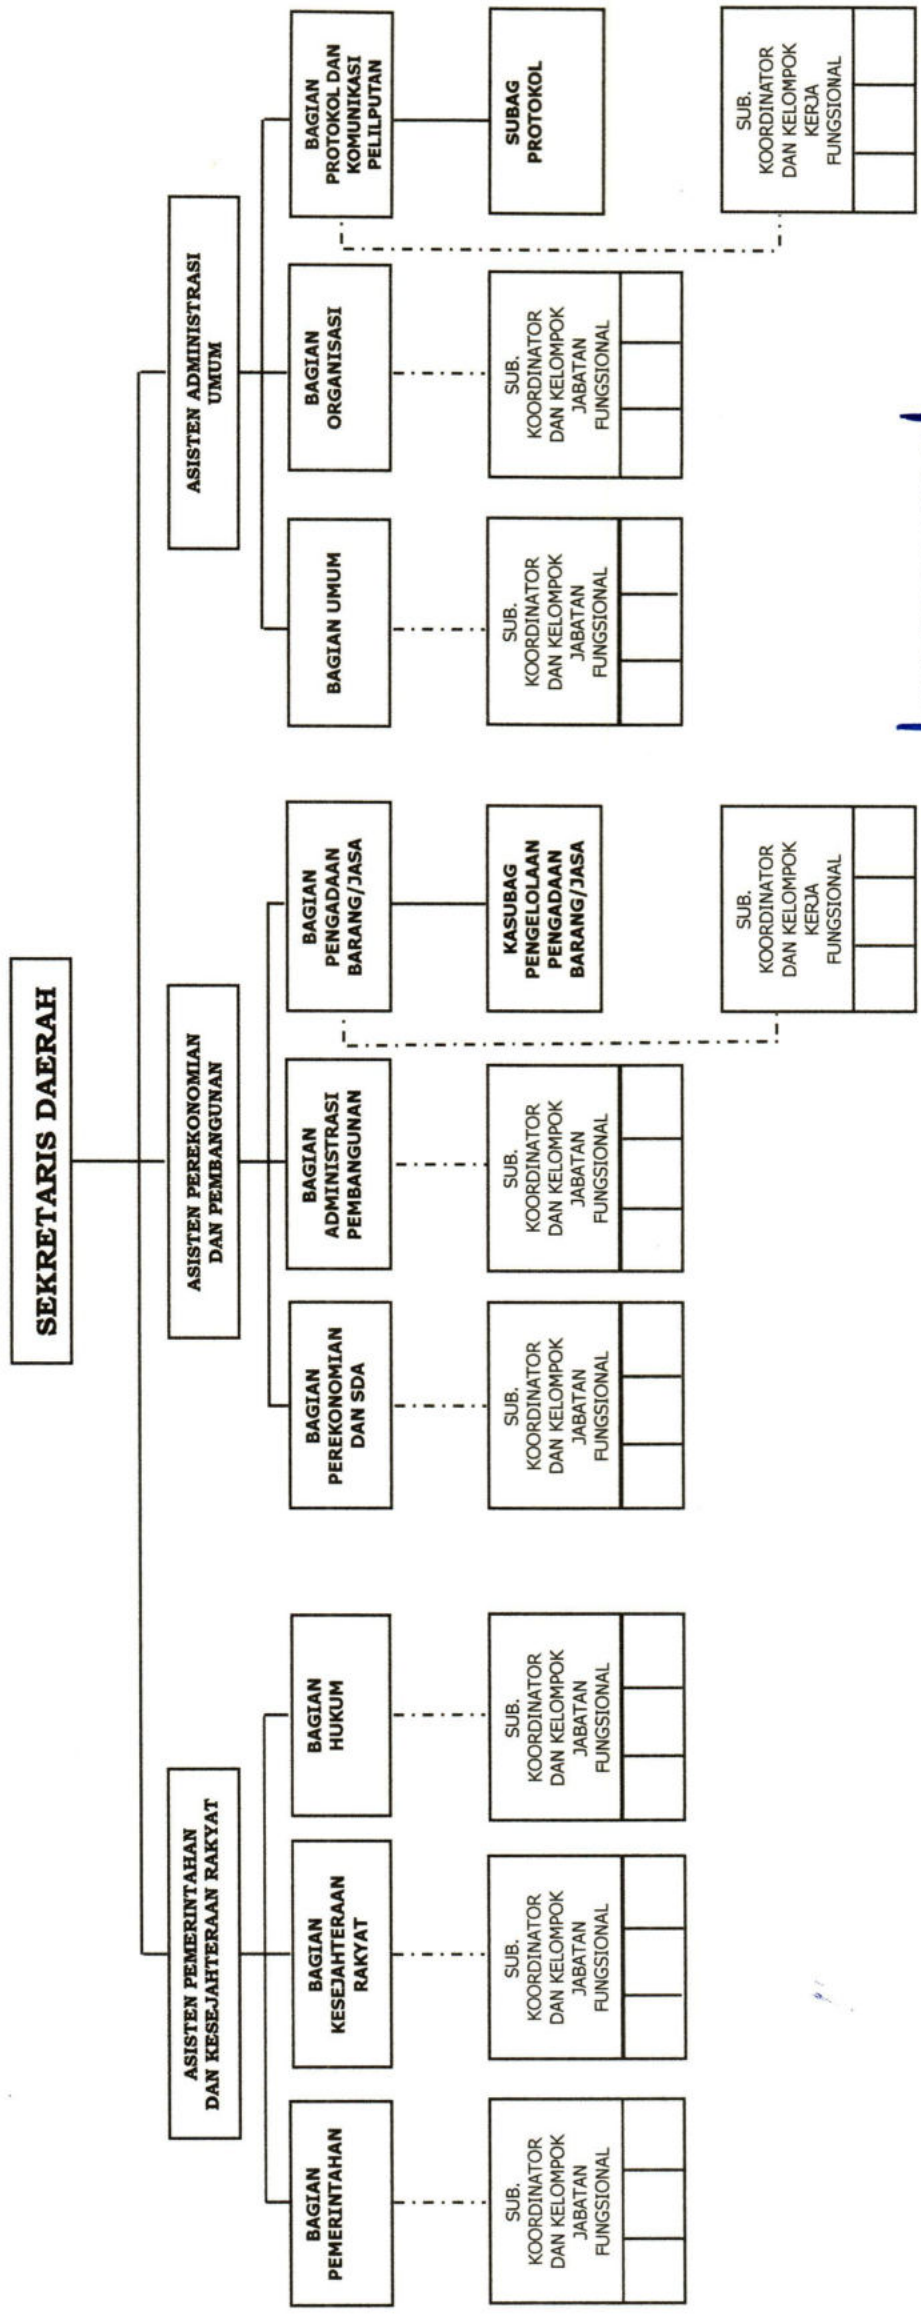 SEKRETARIS DAERAH
ASISTEN PEMERINTAHAN
DAN KESEJAHTERAAN RAKYAT
ASISTEN PEREKONOMIAN
DAN PEMBANGUNAN
ASISTEN ADMINISTRASI
UMUM
BAGIAN
PEMERINTAHAN
BAGIAN
KESEJAHTERAAN
RAKYAT
BAGIAN
HUKUM
BAGIAN
PEREKONOMIAN
DAN SDA
BAGIAN
ADMINISTRASI
PEMBANGUNAN
BAGIAN
PENGADAAN
BARANG/JASA
BAGIAN UMUM
BAGIAN
ORGANISASI
BAGIAN
PROTOKOL DAN
KOMUNIKASI
PELILPUTAN
SUB.
KOORDINATOR
DAN KELOMPOK
JABATAN
FUNGSIONAL
SUB.
KOORDINATOR
DAN KELOMPOK
JABATAN
FUNGSIONAL
SUB.
KOORDINATOR
DAN KELOMPOK
JABATAN
FUNGSIONAL
SUB.
KOORDINATOR
DAN KELOMPOK
JABATAN
FUNGSIONAL
SUB.
KOORDINATOR
DAN KELOMPOK
JABATAN
FUNGSIONAL
KASUBAG
PENGELOLAAN
PENGADAAN
BARANG/JASA
SUB.
KOORDINATOR
DAN KELOMPOK
JABATAN
FUNGSIONAL
SUB.
KOORDINATOR
DAN KELOMPOK
JABATAN
FUNGSIONAL
SUBAG
PROTOKOL
SUB.
KOORDINATOR
DAN KELOMPOK
KERJA
FUNGSIONAL
SUB.
KOORDINATOR
DAN KELOMPOK
KERJA
FUNGSIONAL